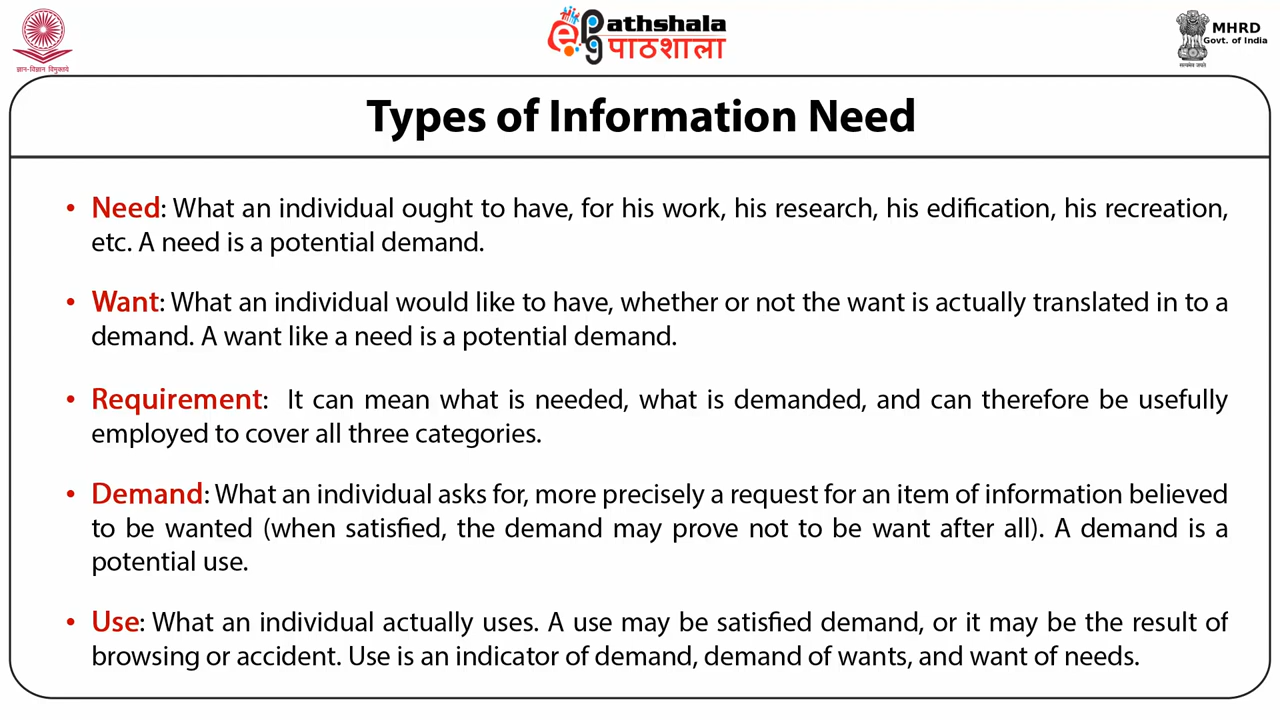 ज्ञान-विज्ञान विमुक्तये
epg Pathshala
पाठशाला
MHRD
Govt. of India
सत्यमेव जयते
Types of Information Need
• Need: What an individual ought to have, for his work, his research, his edification, his recreation,
etc. A need is a potential demand.
• Want: What an individual would like to have, whether or not the want is actually translated in to a
demand. A want like a need is a potential demand.
• Requirement: It can mean what is needed, what is demanded, and can therefore be usefully
employed to cover all three categories.
• Demand: What an individual asks for, more precisely a request for an item of information believed
to be wanted (when satisfied, the demand may prove not to be want after all). A demand is a
potential use.
• Use: What an individual actually uses. A use may be satisfied demand, or it may be the result of
browsing or accident. Use is an indicator of demand, demand of wants, and want of needs.